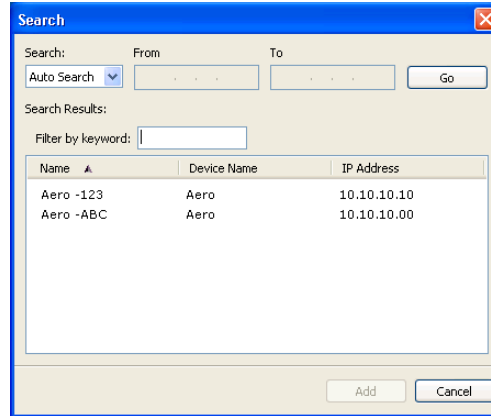 Search
Search: From To
Auto Search . . . . . . Go
Search Results:
Filter by keyword:
Name Device Name IP Address
Aero -123 Aero 10.10.10.10
Aero -ABC Aero 10.10.10.00
Add Cancel